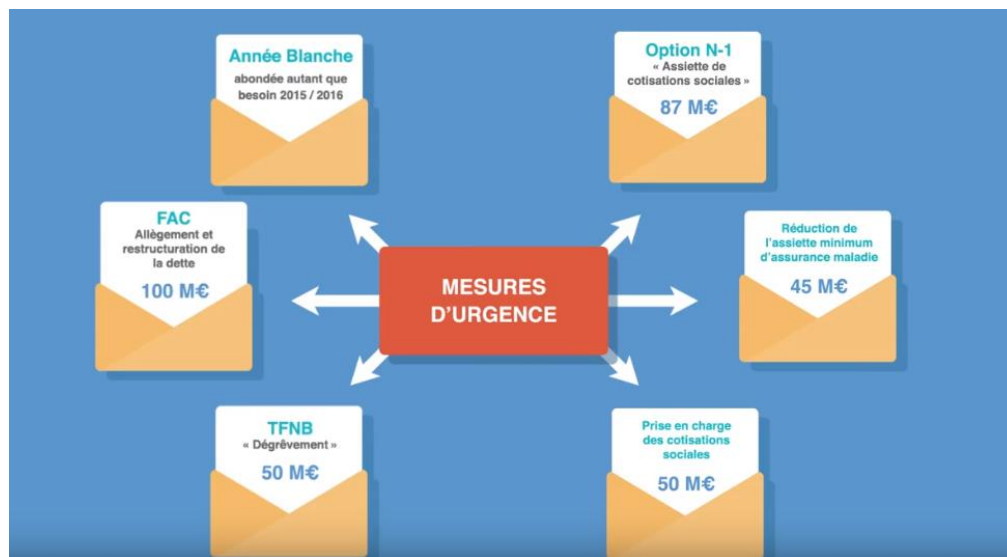 Année Blanche
abondée autant que
besoin 2015 / 2016
Option N-1
« Assiette de
cotisations sociales »
87 M€
FAC
Allègement et
restructuration de
la dette
100 M€
MESURES
D’URGENCE
Réduction de
l’assiette minimum
d’assurance maladie
45 M€
TFNB
« Dégrêvement »
50 M€
Prise en charge
des cotisations
sociales
50 M€